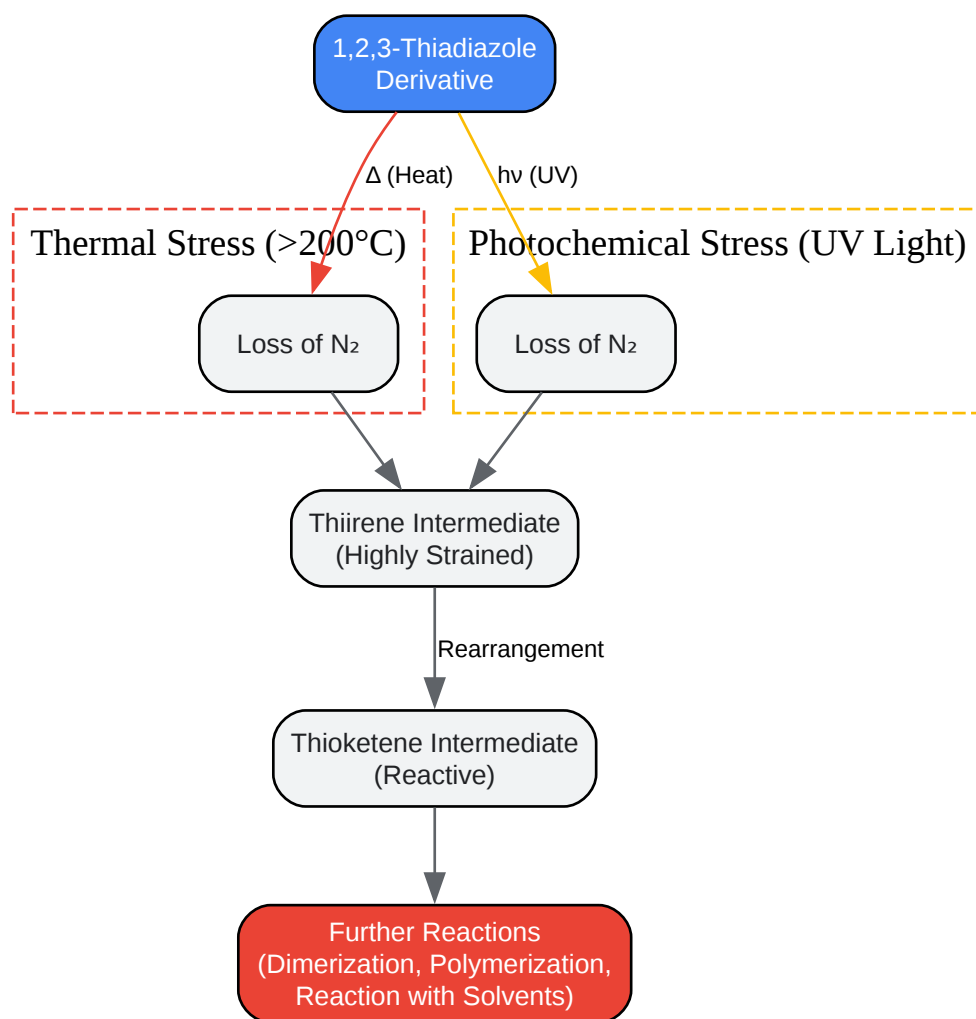 1,2,3-Thiadiazole
Derivative
Δ (Heat)
hν (UV)
Thermal Stress (>200°C)
Photochemical Stress (UV Light)
Loss of N₂
Loss of N₂
Thiirene Intermediate
(Highly Strained)
Rearrangement
Thioketene Intermediate
(Reactive)
Further Reactions
(Dimerization, Polymerization,
Reaction with Solvents)